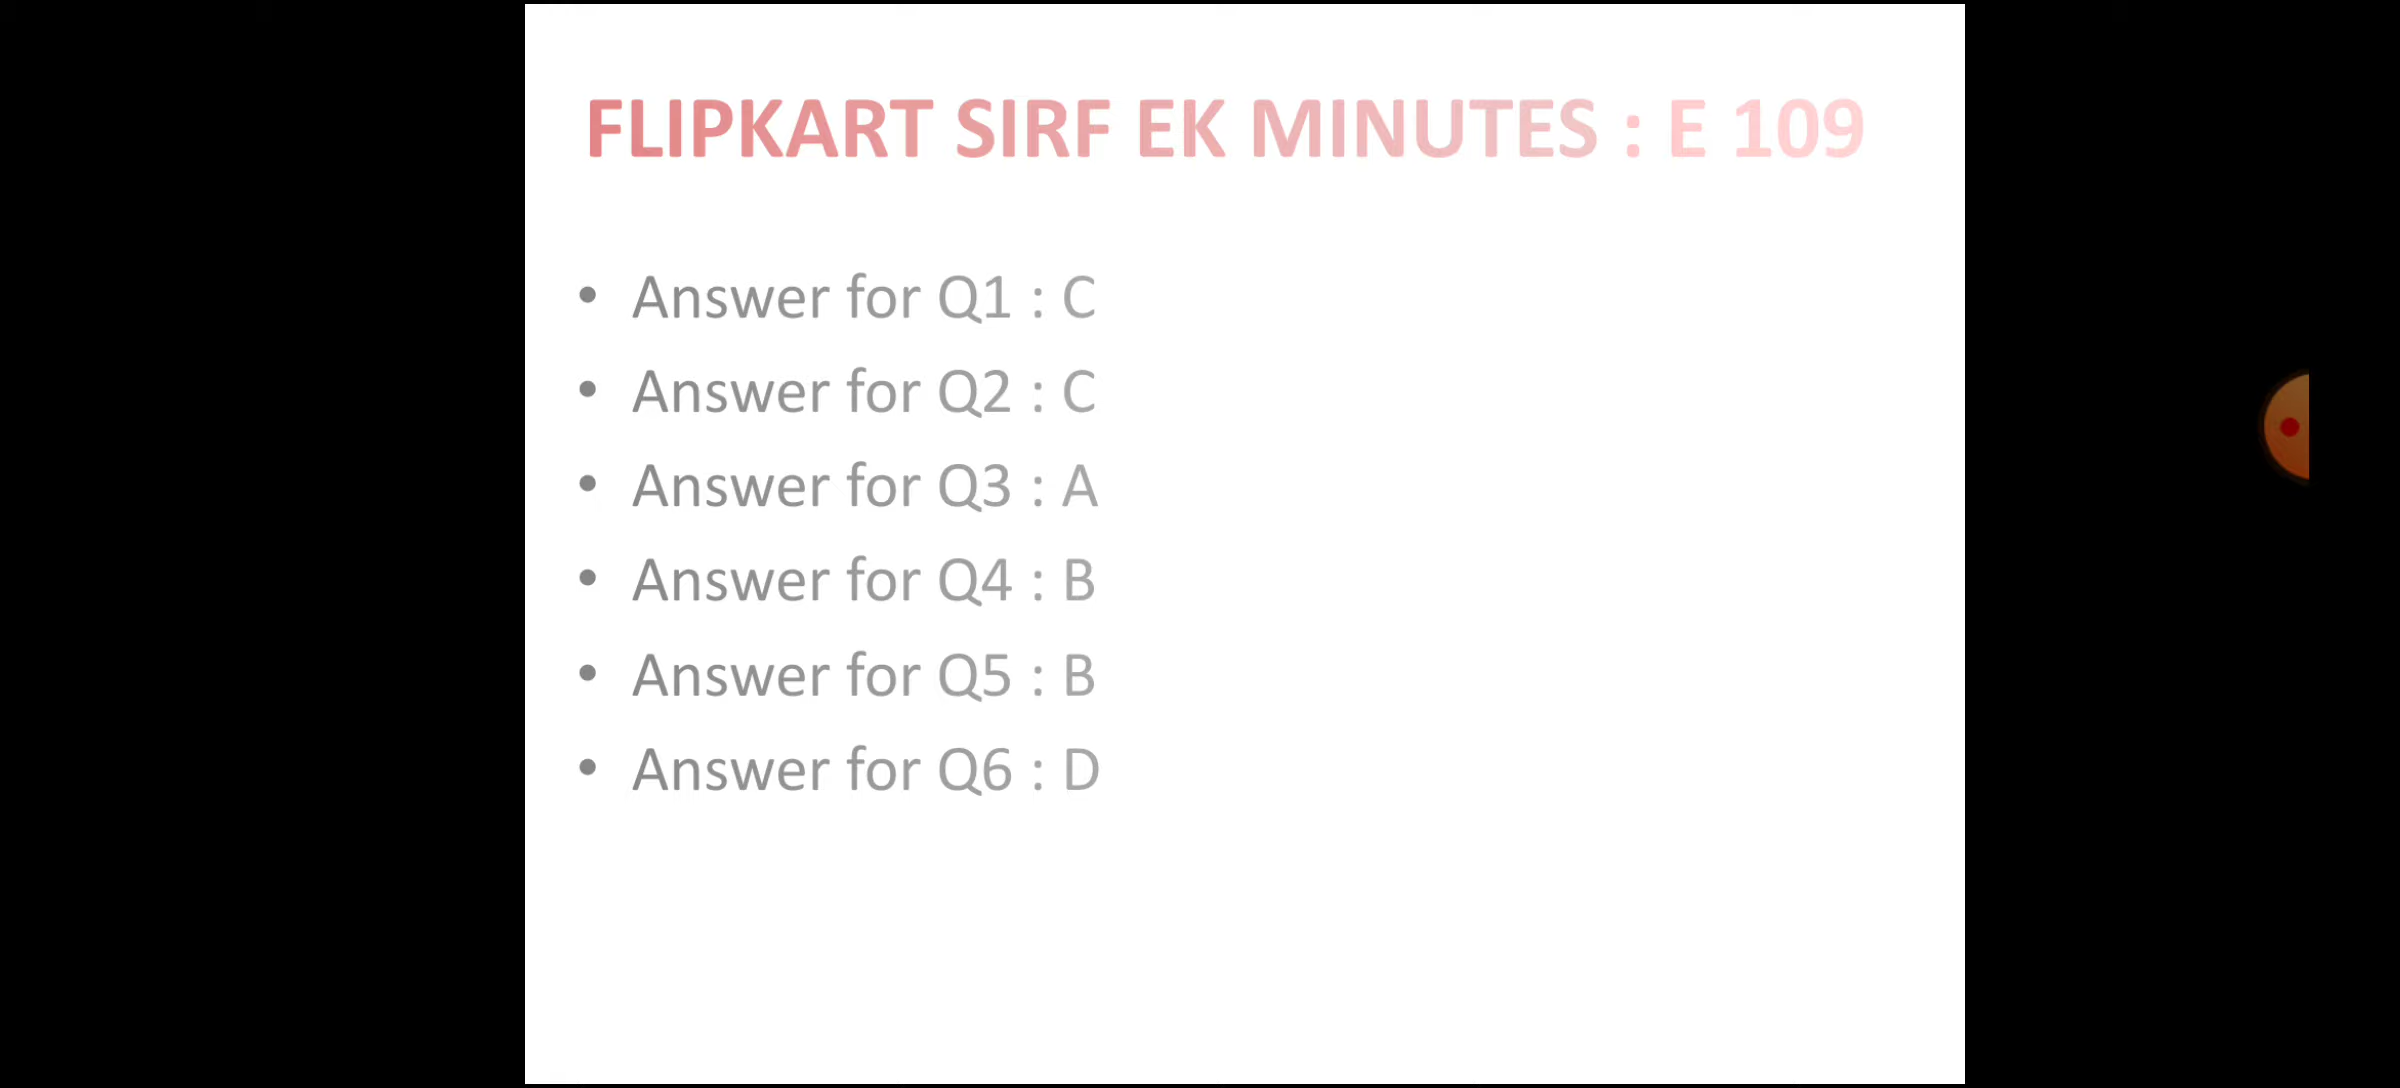 FLIPKART SIRF EK MINUTES : E 109
• Answer for Q1 : C
• Answer for Q2 : C
• Answer for Q3 : A
• Answer for Q4 : B
• Answer for Q5 : B
• Answer for Q6 : D